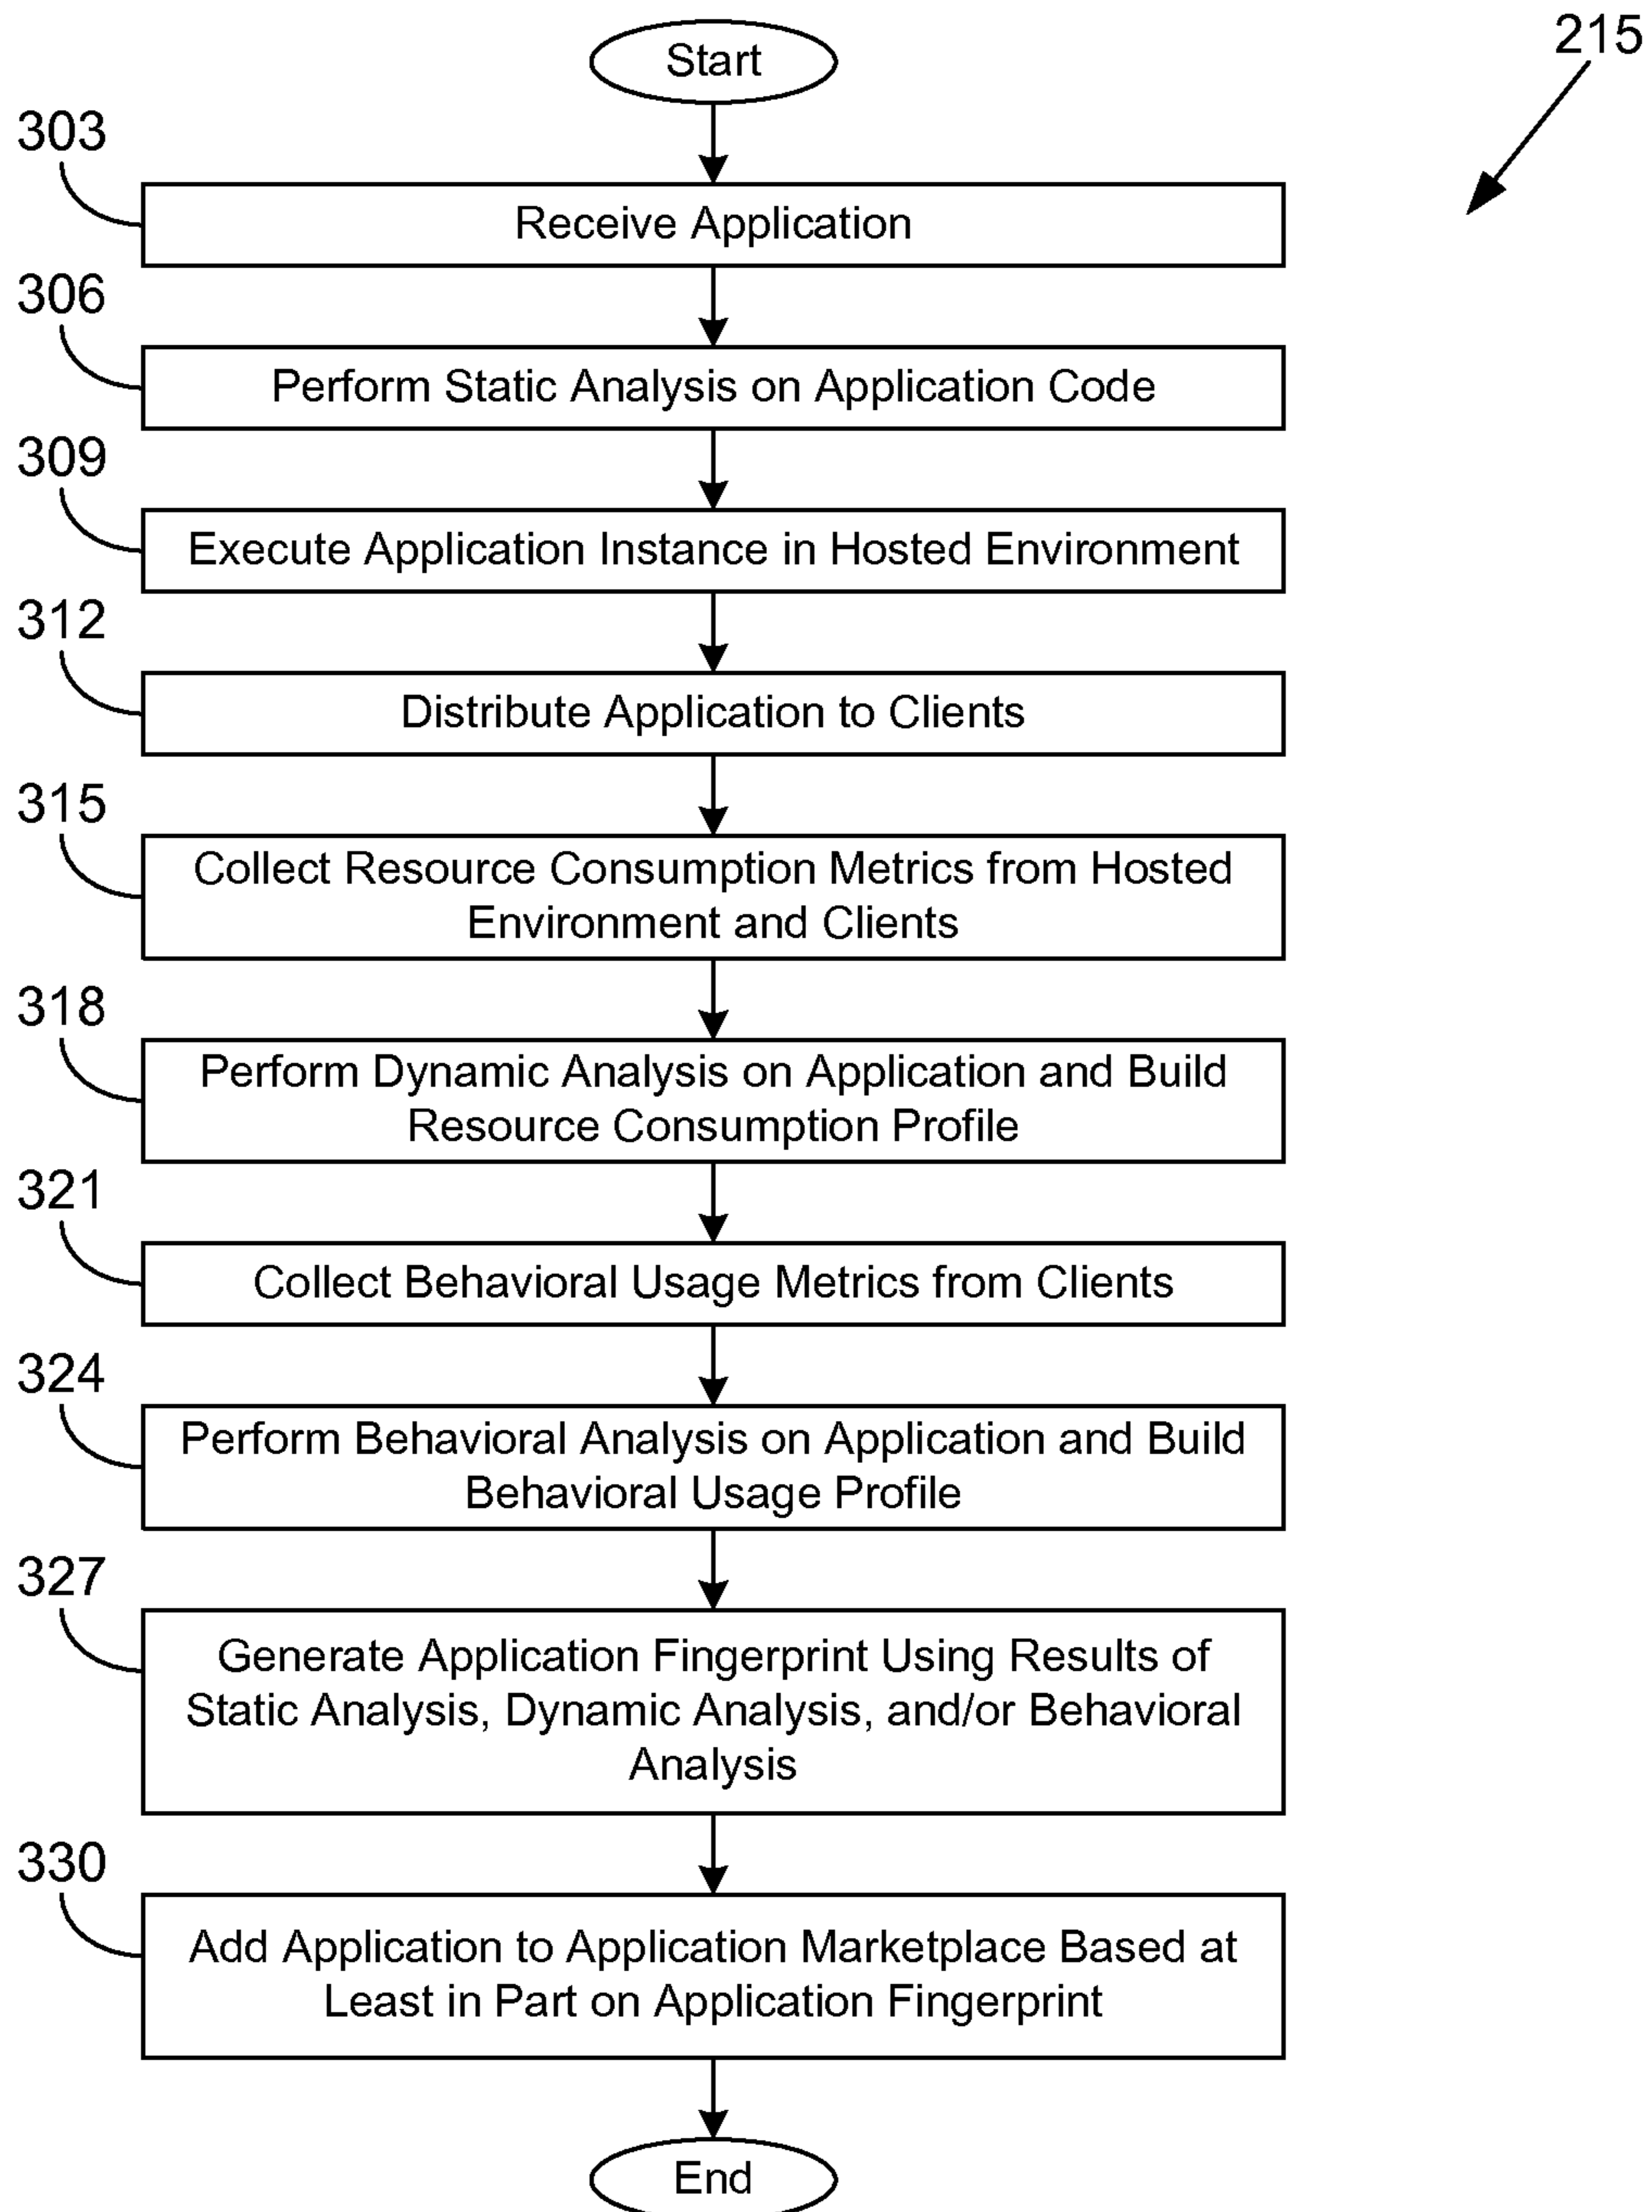 215
Start
303
Receive Application
306
Perform Static Analysis on Application Code
309
Execute Application Instance in Hosted Environment
312
Distribute Application to Clients
315
Collect Resource Consumption Metrics from Hosted
Environment and Clients
318
Perform Dynamic Analysis on Application and Build
Resource Consumption Profile
321
Collect Behavioral Usage Metrics from Clients
324
Perform Behavioral Analysis on Application and Build
Behavioral Usage Profile
327
Generate Application Fingerprint Using Results of
Static Analysis, Dynamic Analysis, and/or Behavioral
Analysis
330
Add Application to Application Marketplace Based at
Least in Part on Application Fingerprint
End